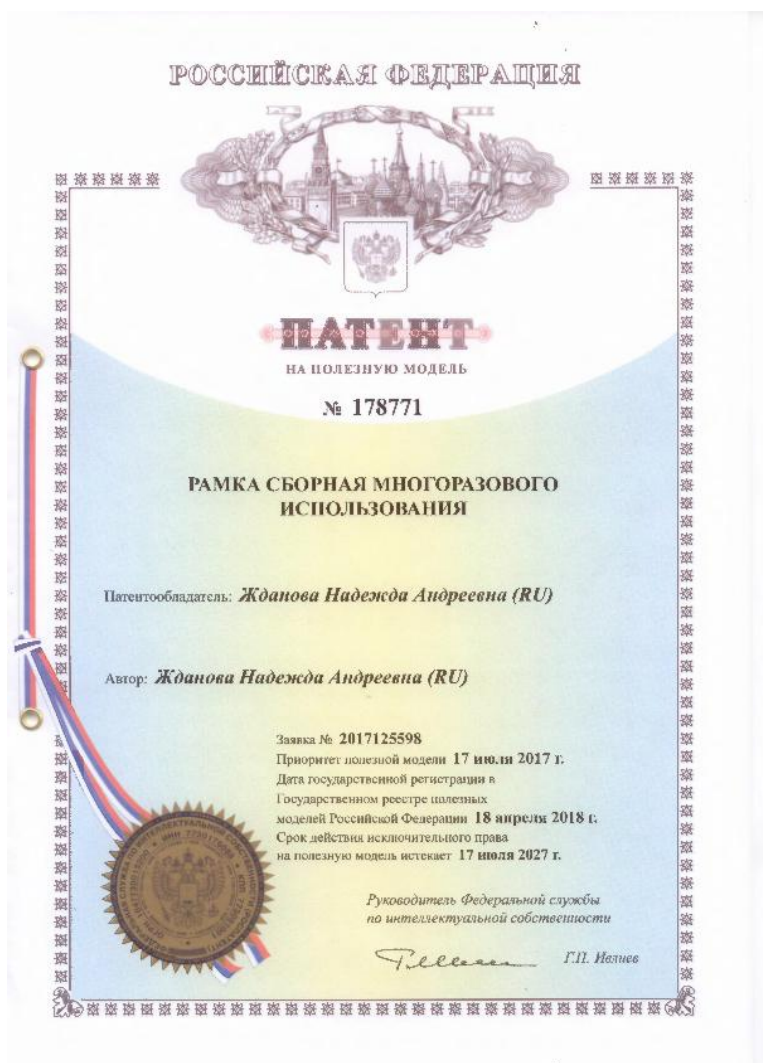 РОССИЙСКАЯ ФЕДЕРАЦИЯ
ПАТЕНТ
НА ПОЛЕЗНУЮ МОДЕЛЬ
№ 178771
РАМКА СБОРНАЯ МНОГОРАЗОВОГО
ИСПОЛЬЗОВАНИЯ
Патентообладатель: Жданова Надежда Андреевна (RU)
Автор: Жданова Надежда Андреевна (RU)
Заявка № 2017125598
Приоритет полезной модели 17 июля 2017 г.
Дата государственной регистрации в
Государственном реестре полезных
моделей Российской Федерации 18 апреля 2018 г.
Срок действия исключительного права
на полезную модель истекает 17 июля 2027 г.
Руководитель Федеральной службы
по интеллектуальной собственности
Г.П. Ивлиев